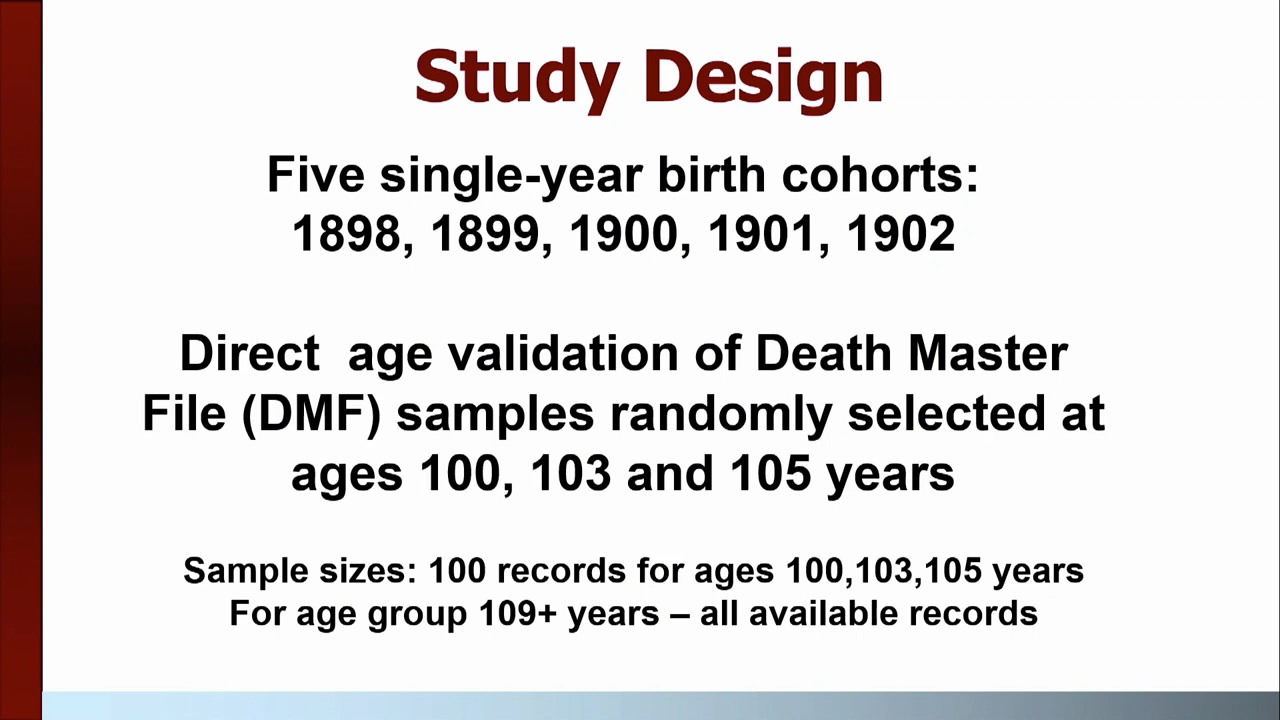 Study Design
Five single-year birth cohorts:
1898, 1899, 1900, 1901, 1902
Direct  age validation of Death Master
File (DMF) samples randomly selected at
ages 100, 103 and 105 years
Sample sizes: 100 records for ages 100,103,105 years
For age group 109+ years – all available records